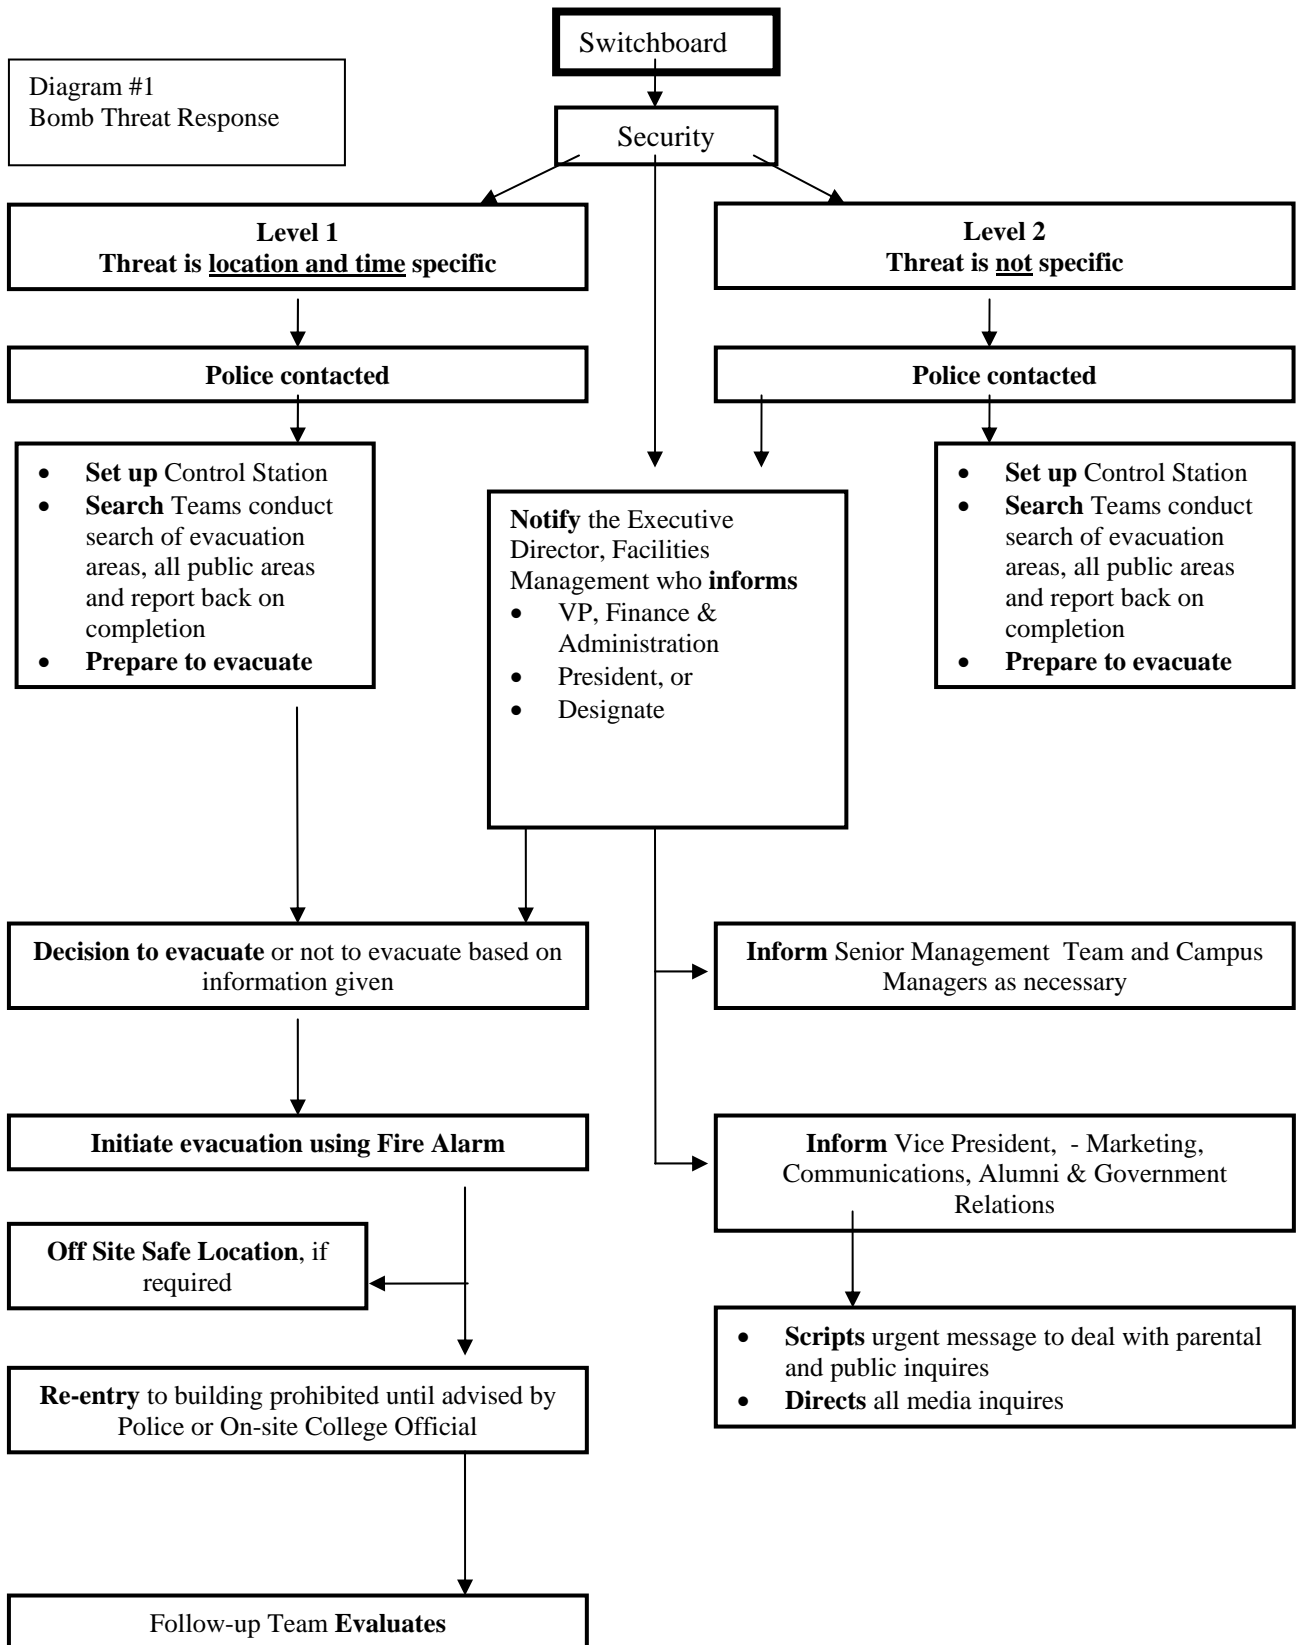 Switchboard
Diagram #1
Bomb Threat Response
Security
Level 1
Threat is location and time specific
Level 2
Threat is not specific
Police contacted
Police contacted
• Set up Control Station
• Search Teams conduct
search of evacuation
areas, all public areas
and report back on
completion
• Prepare to evacuate
Notify the Executive
Director, Facilities
Management who informs
• VP, Finance &
Administration
• President, or
• Designate
• Set up Control Station
• Search Teams conduct
search of evacuation
areas, all public areas
and report back on
completion
• Prepare to evacuate
Decision to evacuate or not to evacuate based on
information given
Inform Senior Management Team and Campus
Managers as necessary
Initiate evacuation using Fire Alarm
Inform Vice President, - Marketing,
Communications, Alumni & Government
Relations
Off Site Safe Location, if
required
• Scripts urgent message to deal with parental
and public inquires
• Directs all media inquires
Re-entry to building prohibited until advised by
Police or On-site College Official
Follow-up Team Evaluates